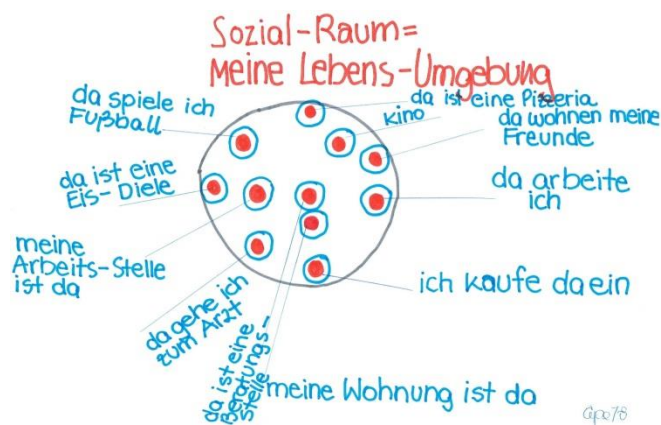 Sozial-Raum=
meine Lebens-Umgebung
da spiele ich
Fußball
da ist eine Pizzeria
Kino
da wohnen meine
Freunde
da ist eine
Eis-Diele
da arbeite
ich
meine
Arbeits-Stelle
ist da
da gehe ich
zum Arzt
ich kaufe da ein
da ist eine
Beratungs-
Stelle
meine Wohnung ist da